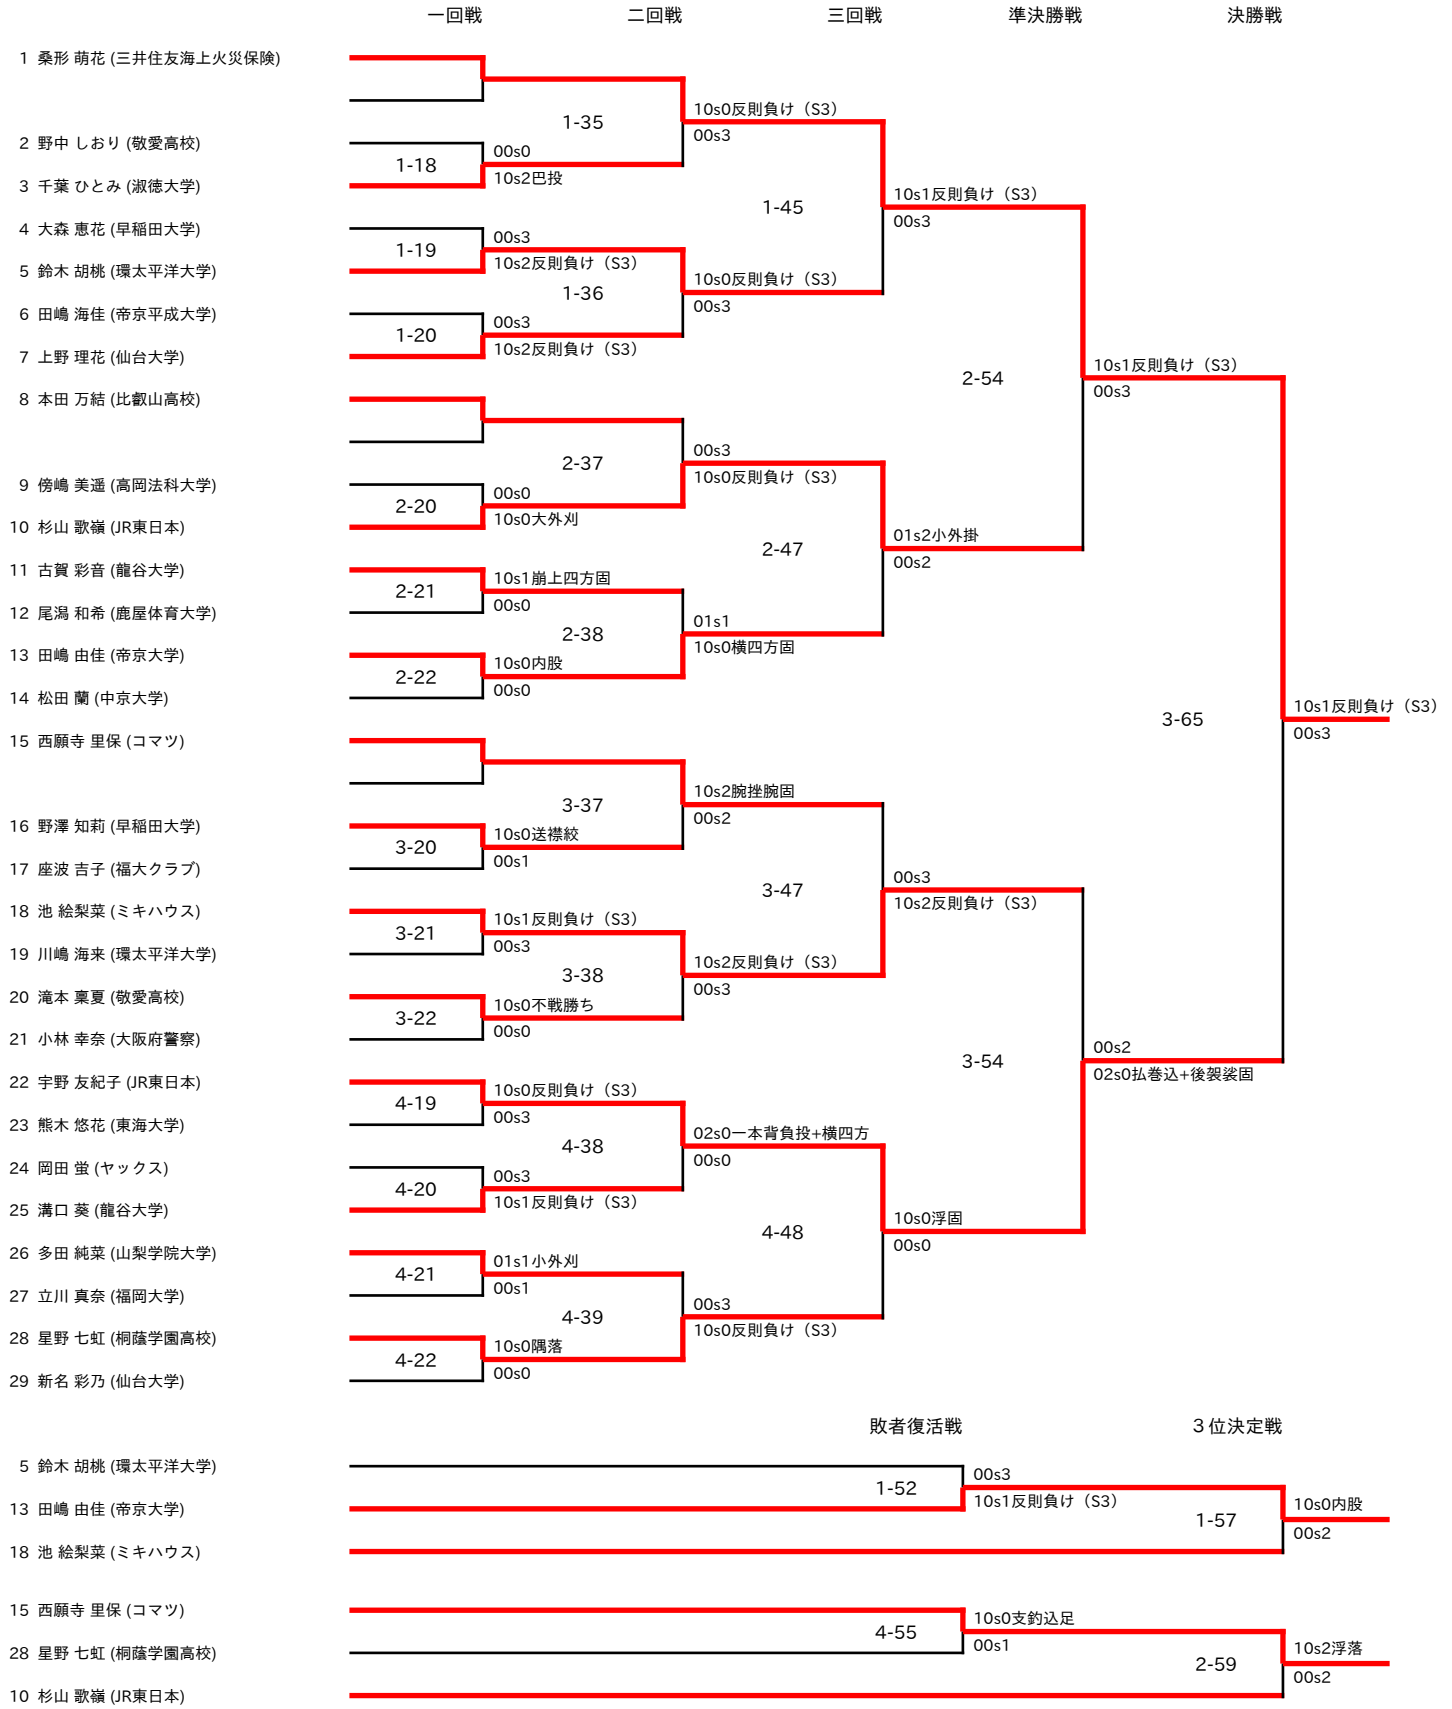 一回戦 二回戦 三回戦 準決勝戦 決勝戦
1 桑形 萌花 (三井住友海上火災保険)
10s0反則負け（S3）
1-35
00s3
2 野中 しおり (敬愛高校)
00s0
1-18
10s2巴投
3 千葉 ひとみ (淑徳大学)
10s1反則負け（S3）
1-45
00s3
4 大森 恵花 (早稲田大学)
00s3
1-19
10s2反則負け（S3）
5 鈴木 胡桃 (環太平洋大学)
10s0反則負け（S3）
1-36
00s3
6 田嶋 海佳 (帝京平成大学)
00s3
1-20
10s2反則負け（S3）
7 上野 理花 (仙台大学)
10s1反則負け（S3）
2-54
00s3
8 本田 万結 (比叡山高校)
00s3
2-37
10s0反則負け（S3）
9 傍嶋 美遥 (高岡法科大学)
00s0
2-20
10s0大外刈
10 杉山 歌嶺 (JR東日本)
01s2小外掛
2-47
00s2
11 古賀 彩音 (龍谷大学)
10s1崩上四方固
2-21
00s0
12 尾潟 和希 (鹿屋体育大学)
01s1
2-38
10s0横四方固
13 田嶋 由佳 (帝京大学)
10s0内股
2-22
00s0
14 松田 蘭 (中京大学)
10s1反則負け（S3）
3-65
00s3
15 西願寺 里保 (コマツ)
10s2腕挫腕固
3-37
00s2
16 野澤 知莉 (早稲田大学)
10s0送襟絞
3-20
00s1
17 座波 吉子 (福大クラブ)
00s3
3-47
10s2反則負け（S3）
18 池 絵梨菜 (ミキハウス)
10s1反則負け（S3）
3-21
00s3
19 川嶋 海来 (環太平洋大学)
10s2反則負け（S3）
3-38
00s3
20 滝本 稟夏 (敬愛高校)
10s0不戦勝ち
3-22
00s0
21 小林 幸奈 (大阪府警察)
00s2
3-54
02s0払巻込+後袈裟固
22 宇野 友紀子 (JR東日本)
10s0反則負け（S3）
4-19
00s3
23 熊木 悠花 (東海大学)
02s0一本背負投+横四方
4-38
00s0
24 岡田 蛍 (ヤックス)
00s3
4-20
10s1反則負け（S3）
25 溝口 葵 (龍谷大学)
10s0浮固
4-48
00s0
26 多田 純菜 (山梨学院大学)
01s1小外刈
4-21
00s1
27 立川 真奈 (福岡大学)
00s3
4-39
10s0反則負け（S3）
28 星野 七虹 (桐蔭学園高校)
10s0隅落
4-22
00s0
29 新名 彩乃 (仙台大学)
敗者復活戦 ３位決定戦
5 鈴木 胡桃 (環太平洋大学)
00s3
1-52
10s1反則負け（S3）
13 田嶋 由佳 (帝京大学)
10s0内股
1-57
00s2
18 池 絵梨菜 (ミキハウス)
15 西願寺 里保 (コマツ)
10s0支釣込足
4-55
00s1
28 星野 七虹 (桐蔭学園高校)
10s2浮落
2-59
00s2
10 杉山 歌嶺 (JR東日本)